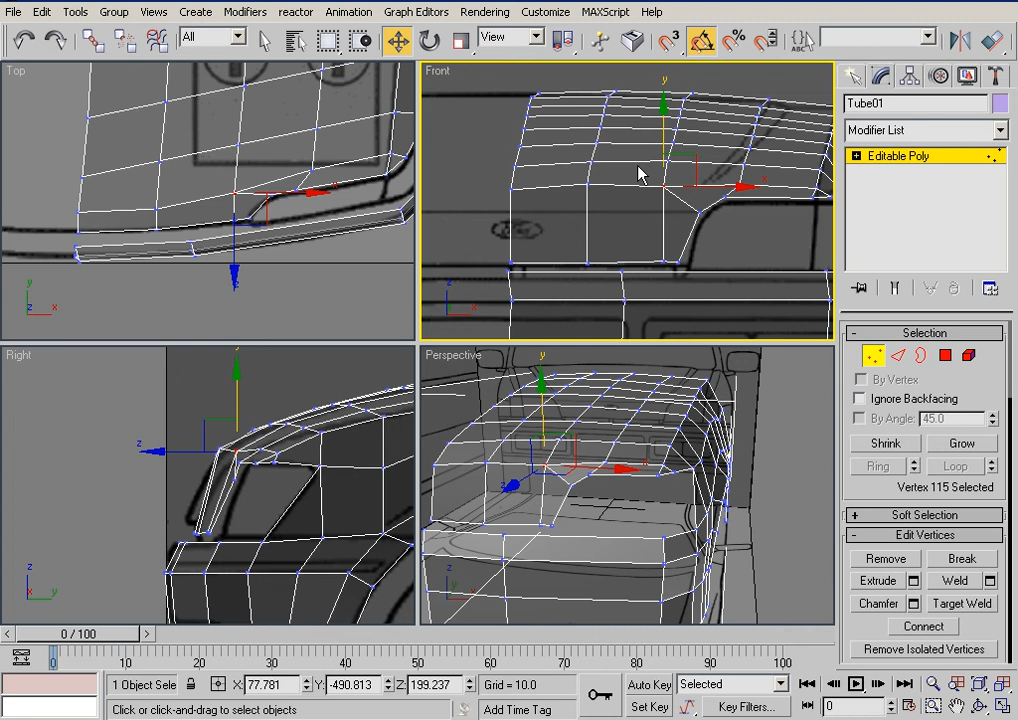 File Edit Tools Group Views Create Modifiers reactor Animation Graph Editors Rendering Customize MAXScript Help
All View
Top Front
y
x
z
y
z x
y
x
z
x
Tube01
Modifier List
Editable Poly
Right Perspective
y
z
z
x y
y
x
z
z
- Selection
By Vertex
Ignore Backfacing
By Angle: 45.0
Shrink Grow
Ring Loop
Vertex 115 Selected
+ Soft Selection
- Edit Vertices
Remove Break
Extrude Weld
Chamfer Target Weld
Connect
Remove Isolated Vertices
< 0 / 100 >
0 10 20 30 40 50 60 70 80 90 100
1 Object Sele X: 77.781 Y: -490.813 Z: 199.237 Grid = 10.0 Auto Key Selected
Click or click-and-drag to select objects Add Time Tag Set Key Key Filters... 0